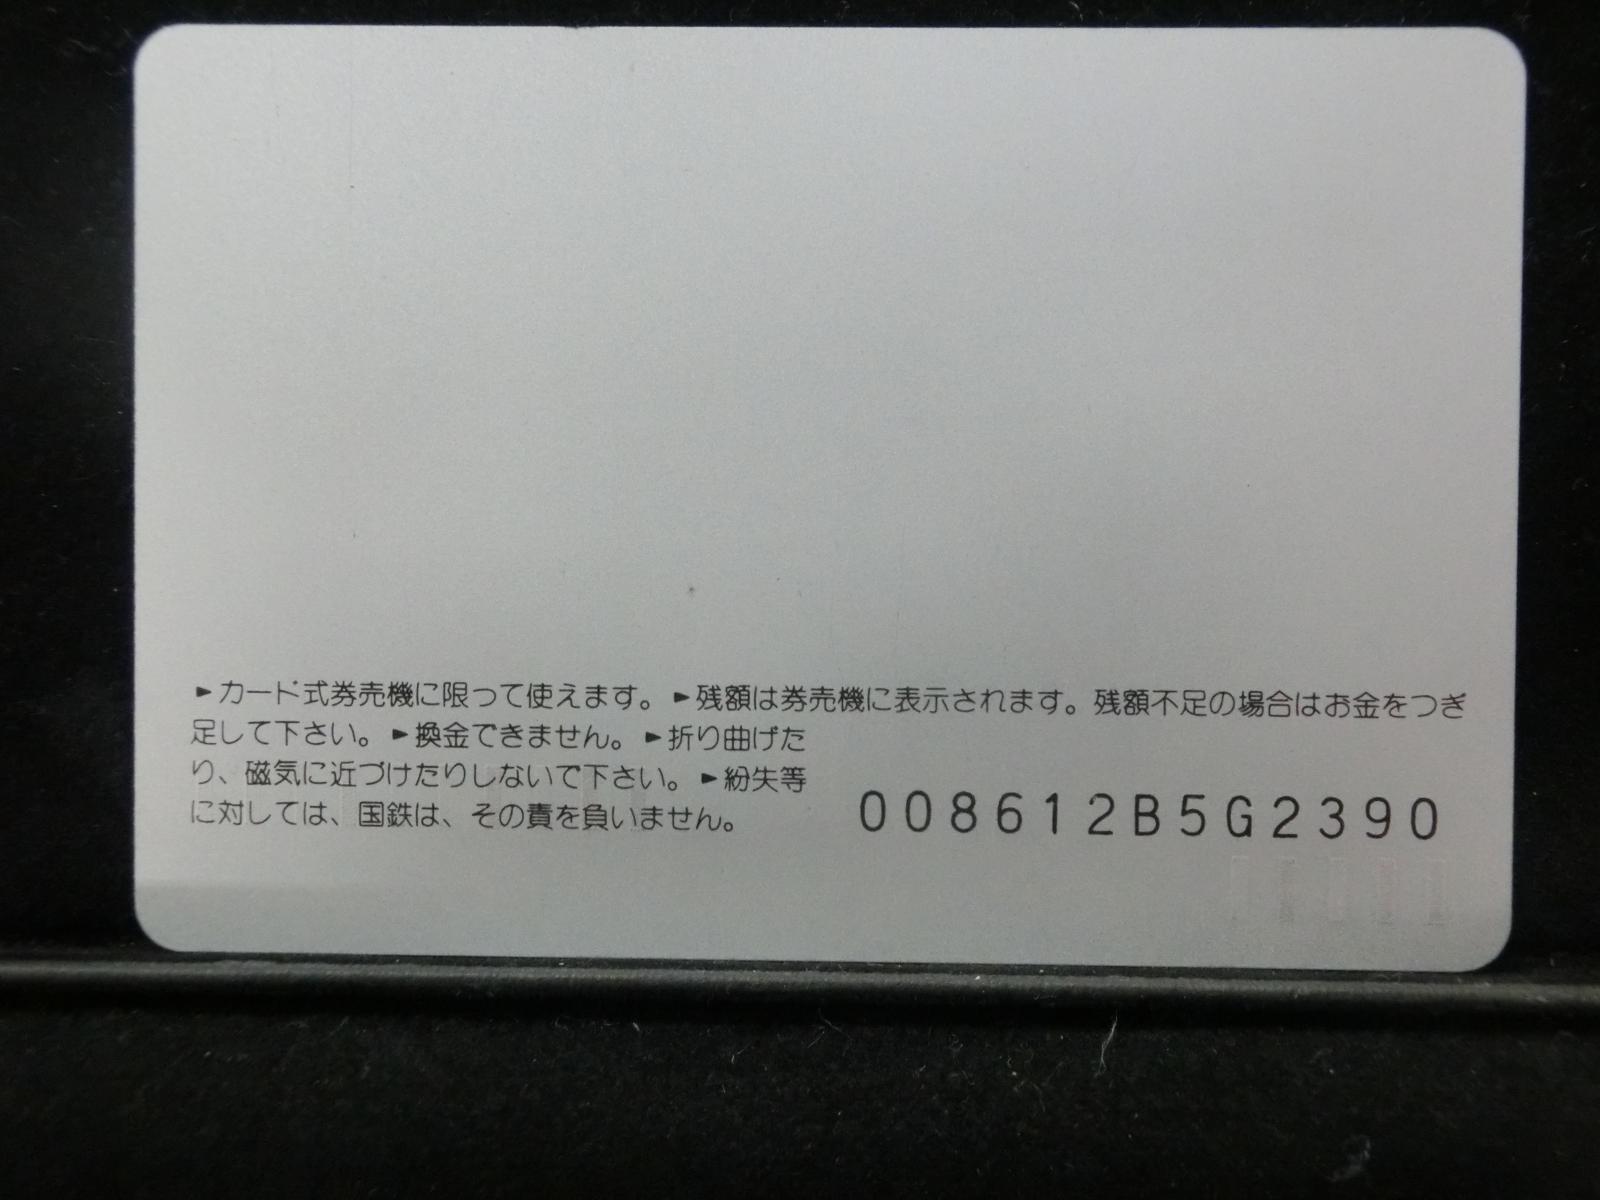 ►カード式券売機に限って使えます。►残額は券売機に表示されます。残額不足の場合はお金をつぎ
足して下さい。►換金できません。►折り曲げた
り、磁気に近づけたりしないで下さい。►紛失等
に対しては、国鉄は、その責を負いません。
008612B5G2390